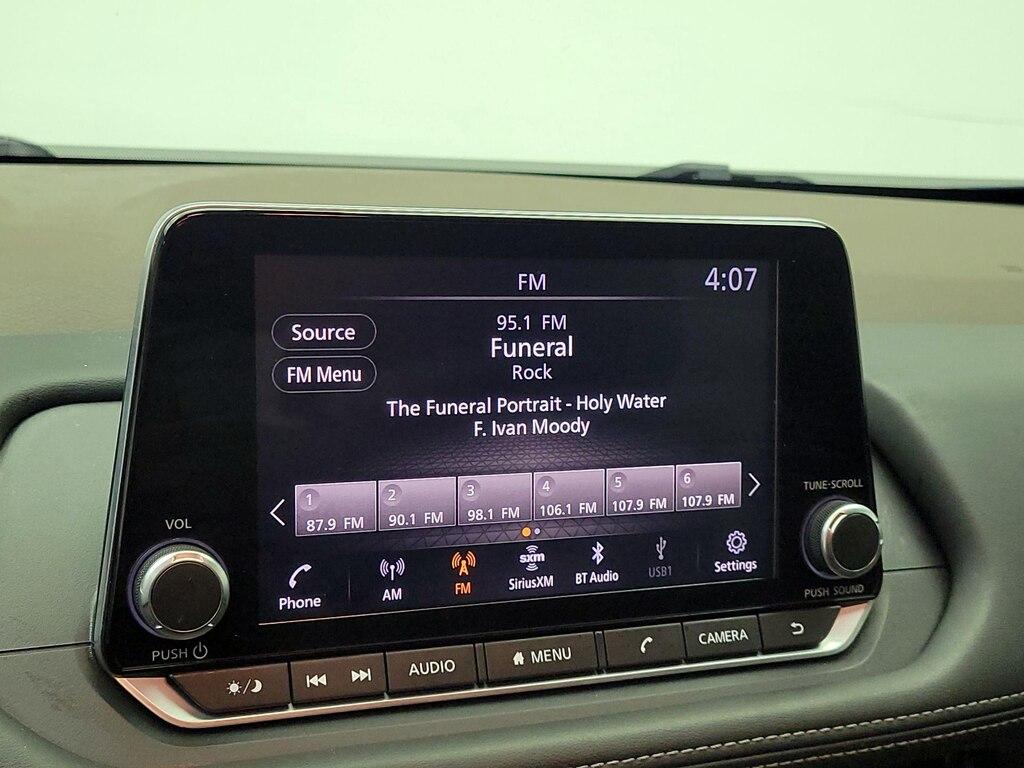 FM
4:07
Source
FM Menu
95.1 FM
Funeral
Rock
The Funeral Portrait - Holy Water
F. Ivan Moody
1
87.9 FM
2
90.1 FM
3
98.1 FM
4
106.1 FM
5
107.9 FM
6
107.9 FM
Phone
AM
FM
sxm
SiriusXM
BT Audio
USB1
Settings
VOL
PUSH
TUNE·SCROLL
PUSH SOUND
AUDIO
MENU
CAMERA